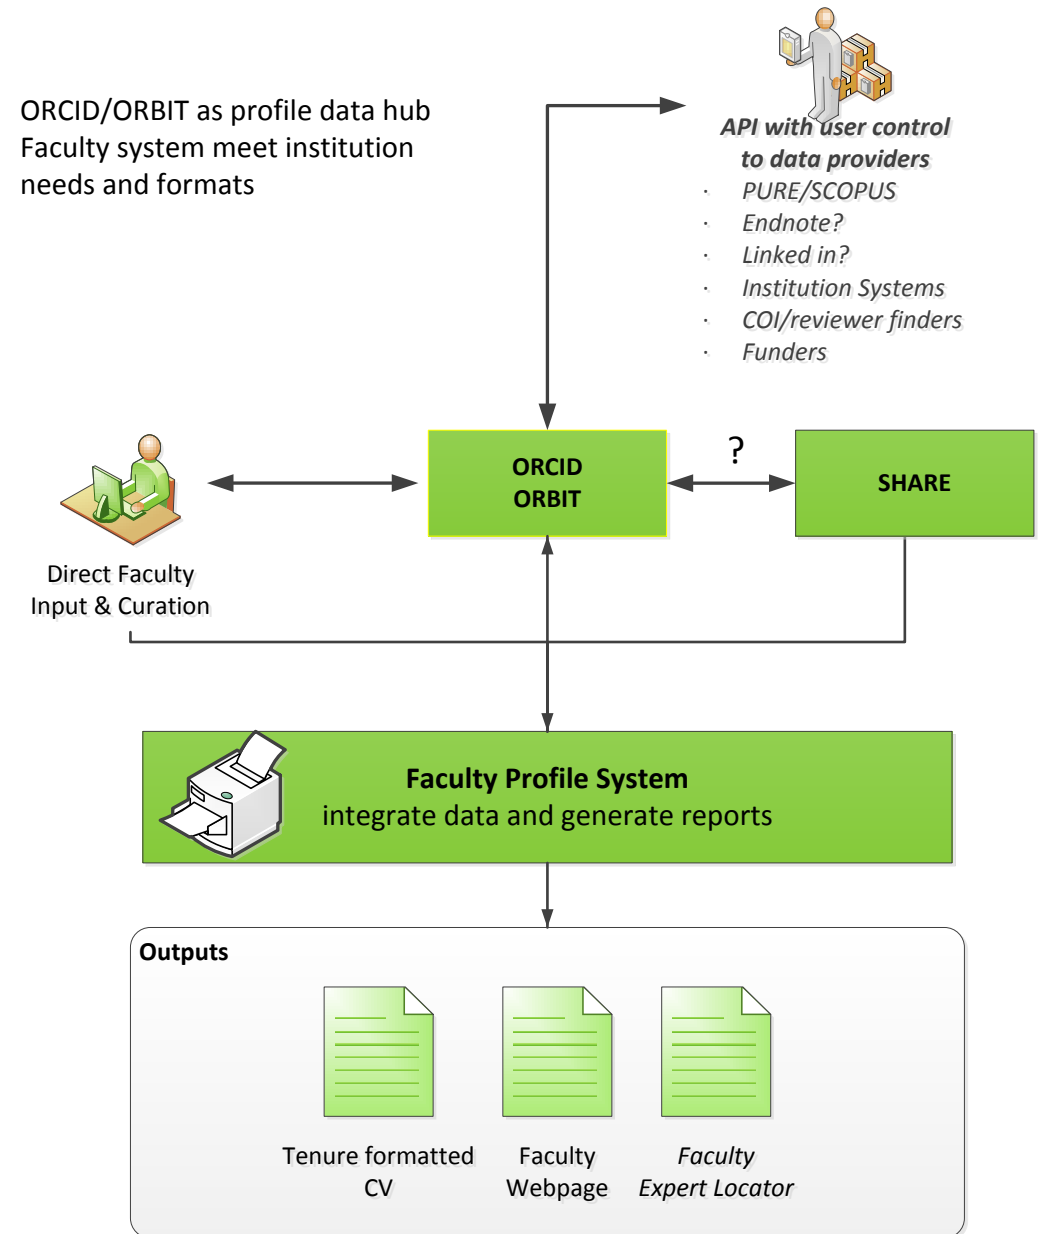 ORCID/ORBIT as profile data hub
Faculty system meet institution
needs and formats
API with user control
to data providers
· PURE/SCOPUS
· Endnote?
· Linked in?
· Institution Systems
· COI/reviewer finders
· Funders
ORCID
ORBIT
?
SHARE
Direct Faculty
Input & Curation
Faculty Profile System
integrate data and generate reports
Outputs
Tenure formatted
CV
Faculty
Webpage
Faculty
Expert Locator